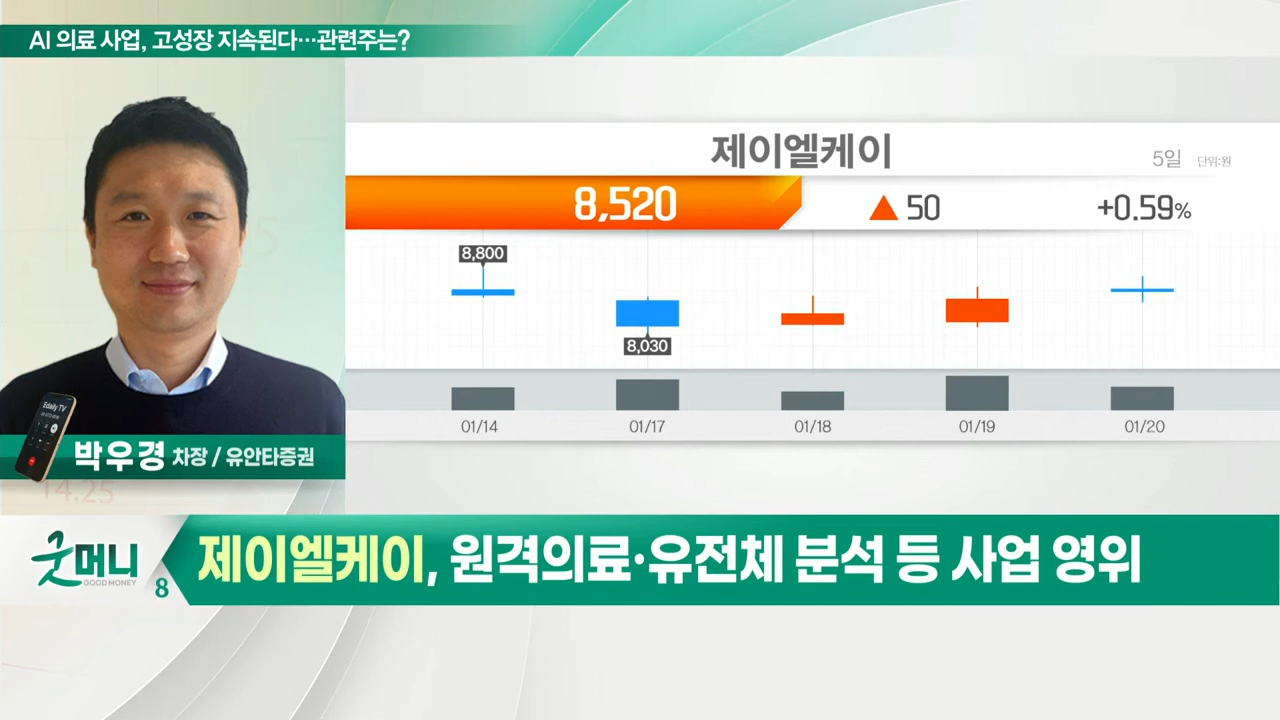 AI 의료 사업, 고성장 지속된다…관련주는?
제이엘케이
5일 단위:원
8,520 ▲ 50 +0.59%
8,800
8,030
01/14 01/17 01/18 01/19 01/20
Edaily TV
박우경 차장 / 유안타증권
14.25
굿머니
GOOD MONEY
8
제이엘케이, 원격의료·유전체 분석 등 사업 영위